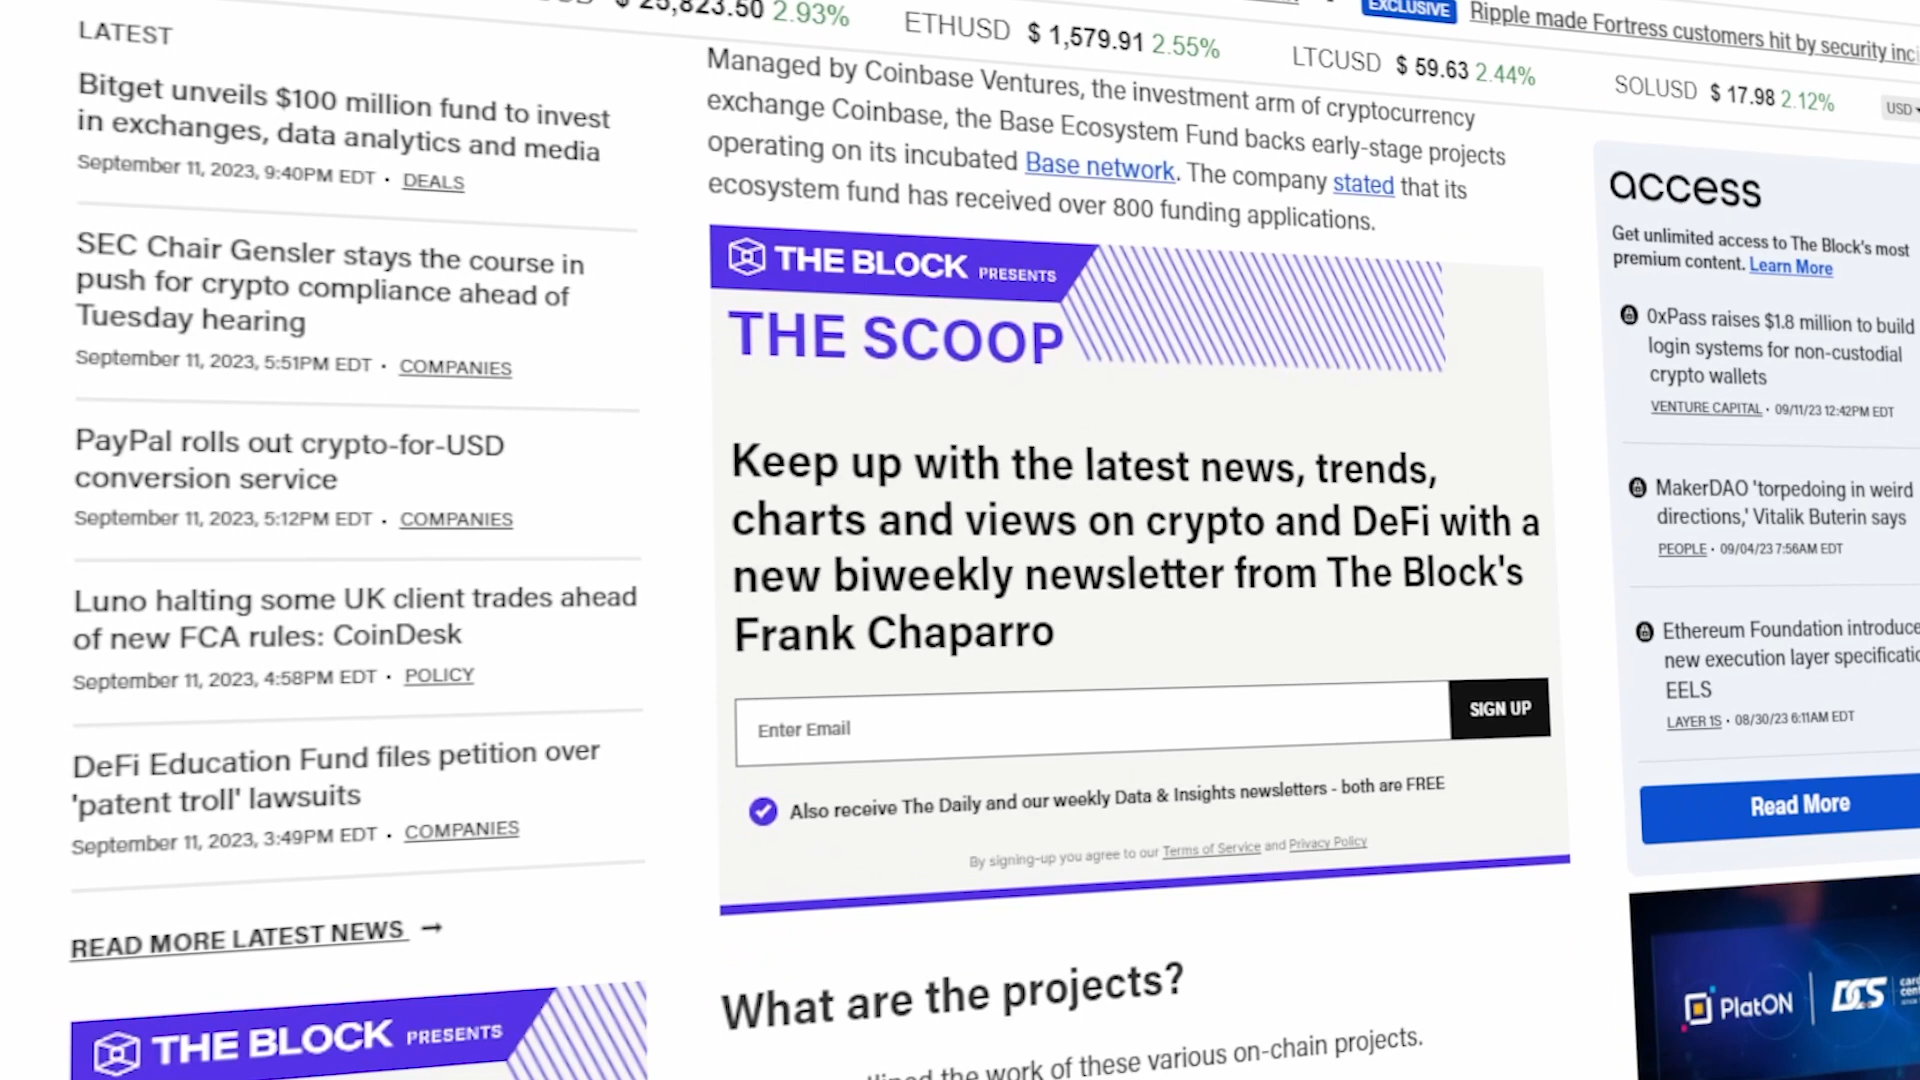 $ 25,823.50 2.93%
ETHUSD $ 1,579.91 2.55%
LTCUSD $ 59.63 2.44%
SOLUSD $ 17.98 2.12%
USD
EXCLUSIVE
Ripple made Fortress customers hit by security
LATEST
Bitget unveils $100 million fund to invest
in exchanges, data analytics and media
September 11, 2023, 9:40PM EDT • DEALS
SEC Chair Gensler stays the course in
push for crypto compliance ahead of
Tuesday hearing
September 11, 2023, 5:51PM EDT • COMPANIES
PayPal rolls out crypto-for-USD
conversion service
September 11, 2023, 5:12PM EDT • COMPANIES
Luno halting some UK client trades ahead
of new FCA rules: CoinDesk
September 11, 2023, 4:58PM EDT • POLICY
DeFi Education Fund files petition over
'patent troll' lawsuits
September 11, 2023, 3:49PM EDT • COMPANIES
READ MORE LATEST NEWS →
THE BLOCK PRESENTS
Managed by Coinbase Ventures, the investment arm of cryptocurrency
exchange Coinbase, the Base Ecosystem Fund backs early-stage projects
operating on its incubated Base network. The company stated that its
ecosystem fund has received over 800 funding applications.
THE BLOCK PRESENTS
THE SCOOP
Keep up with the latest news, trends,
charts and views on crypto and DeFi with a
new biweekly newsletter from The Block's
Frank Chaparro
Enter Email
SIGN UP
Also receive The Daily and our weekly Data & Insights newsletters - both are FREE
By signing-up you agree to our Terms of Service and Privacy Policy
What are the projects?
the work of these various on-chain projects.
access
Get unlimited access to The Block's most
premium content. Learn More
0xPass raises $1.8 million to build
login systems for non-custodial
crypto wallets
VENTURE CAPITAL • 09/11/23 12:42PM EDT
MakerDAO 'torpedoing in weird
directions,' Vitalik Buterin says
PEOPLE • 09/04/23 7:56AM EDT
Ethereum Foundation introduce
new execution layer
EELS
LAYER 1S • 08/30/23 6:11AM EDT
Read More
PlatON
DCS